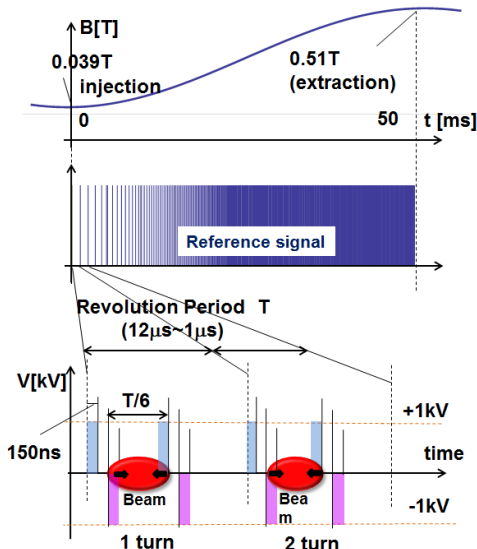 B[T]
0.039T
injection
0.51T
(extraction)
0
50
t [ms]
Reference signal
Revolution Period T
(12μs~1μs)
V[kV]
T/6
+1kV
150ns
time
Beam
Bea
m
-1kV
1 turn
2 turn